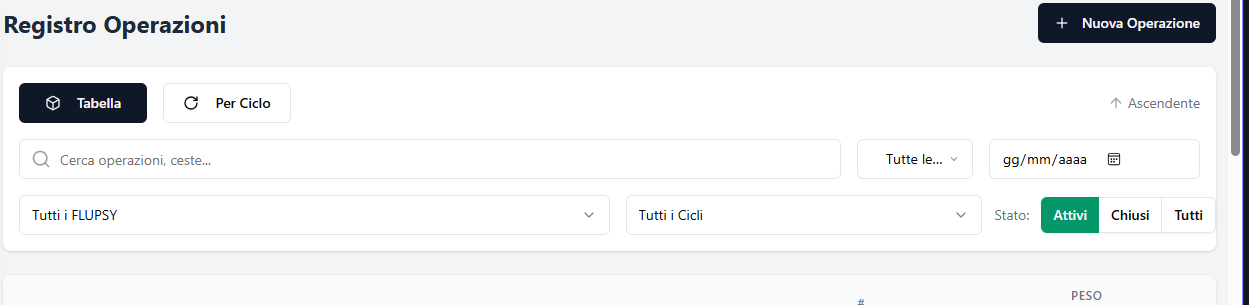 Registro Operazioni
Nuova Operazione
Tabella
Per Ciclo
Ascendente
Cerca operazioni, ceste...
Tutte le...
gg/mm/aaaa
Tutti i FLUPSY
Tutti i Cicli
Stato:
Attivi
Chiusi
Tutti
#
PESO